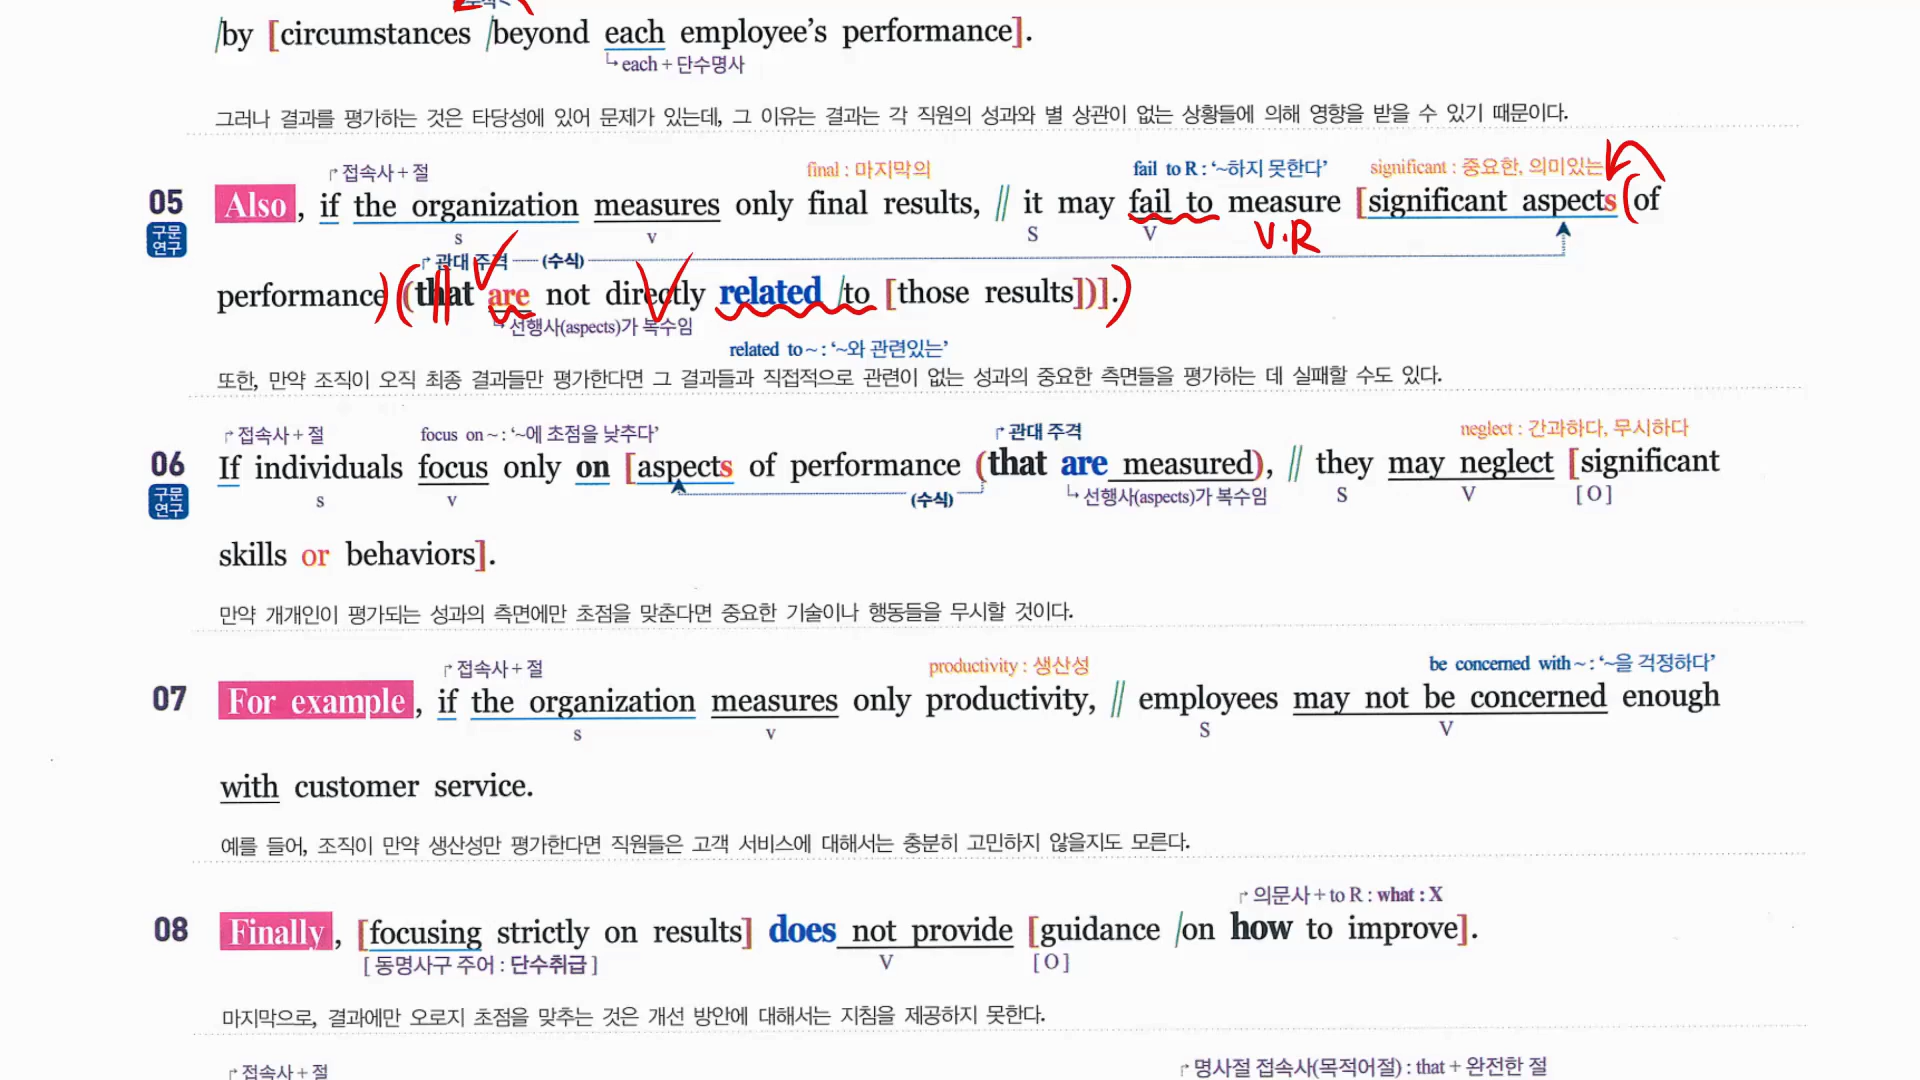 /by [circumstances /beyond each employee's performance].
↳ each + 단수명사
그러나 결과를 평가하는 것은 타당성에 있어 문제가 있는데, 그 이유는 결과는 각 직원의 성과와 별 상관이 없는 상황들에 의해 영향을 받을 수 있기 때문이다.
┌ 접속사 + 절 final : 마지막의 fail to R : '~하지 못한다' significant : 중요한, 의미있는
05 Also, if the organization measures only final results, // it may fail to measure [significant aspects (of
구문 연구 s v S V V·R
┌ 관대 주격 (수식)
performance) (that are not directly related /to [those results])].)
↳ 선행사(aspects)가 복수임
related to ~ : '~와 관련있는'
또한, 만약 조직이 오직 최종 결과들만 평가한다면 그 결과들과 직접적으로 관련이 없는 성과의 중요한 측면들을 평가하는 데 실패할 수도 있다.
┌ 접속사 + 절 focus on ~ : '~에 초점을 낮추다' ┌ 관대 주격 neglect : 간과하다, 무시하다
06 If individuals focus only on [aspects of performance (that are measured), // they may neglect [significant
구문 연구 s v (수식) ↳ 선행사(aspects)가 복수임 S V [ O ]
skills or behaviors].
만약 개개인이 평가되는 성과의 측면에만 초점을 맞춘다면 중요한 기술이나 행동들을 무시할 것이다.
┌ 접속사 + 절 productivity : 생산성 be concerned with ~ : '~을 걱정하다'
07 For example, if the organization measures only productivity, // employees may not be concerned enough
s v S V
with customer service.
예를 들어, 조직이 만약 생산성만 평가한다면 직원들은 고객 서비스에 대해서는 충분히 고민하지 않을지도 모른다.
┌ 의문사 + to R : what : X
08 Finally, [focusing strictly on results] does not provide [guidance /on how to improve].
[ 동명사구 주어 : 단수취급 ] V [ O ]
마지막으로, 결과에만 오로지 초점을 맞추는 것은 개선 방안에 대해서는 지침을 제공하지 못한다.
┌ 접속사 + 절 ┌ 명사절 접속사(목적어절) : that + 완전한 절